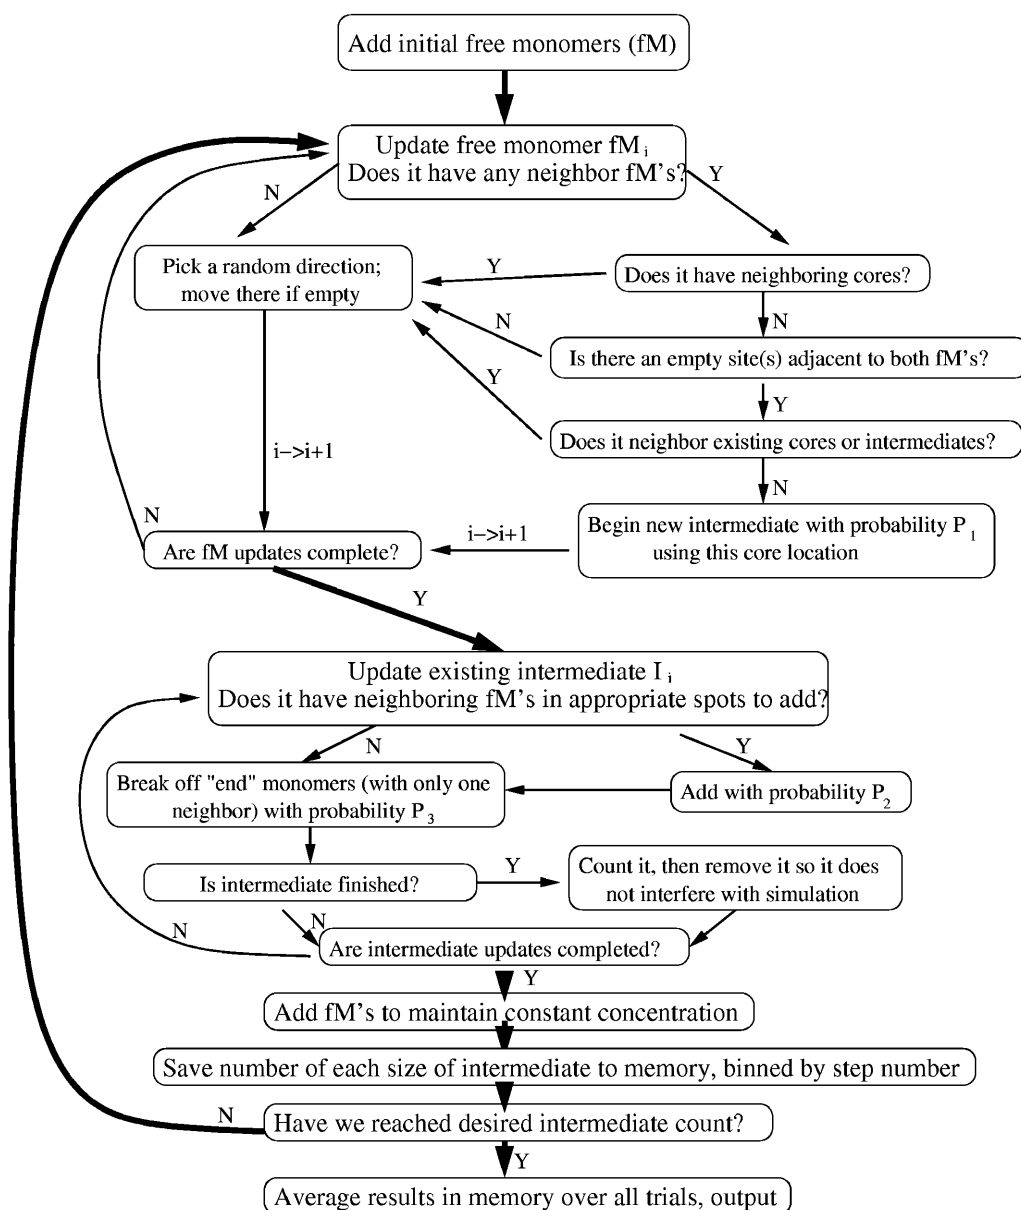 Add initial free monomers (fM)
Update free monomer fM i
Does it have any neighbor fM's?
N
Y
Pick a random direction;
move there if empty
Y
Does it have neighboring cores?
N
N
Is there an empty site(s) adjacent to both fM's?
Y
Y
Does it neighbor existing cores or intermediates?
i->i+1
N
N
Begin new intermediate with probability P 1
using this core location
i->i+1
Are fM updates complete?
Y
Update existing intermediate I i
Does it have neighboring fM's in appropriate spots to add?
N
Y
Break off "end" monomers (with only one
neighbor) with probability P 3
Add with probability P 2
Is intermediate finished?
Y
Count it, then remove it so it does
not interfere with simulation
N
N
Are intermediate updates completed?
Y
Add fM's to maintain constant concentration
Save number of each size of intermediate to memory, binned by step number
N
Have we reached desired intermediate count?
Y
Average results in memory over all trials, output